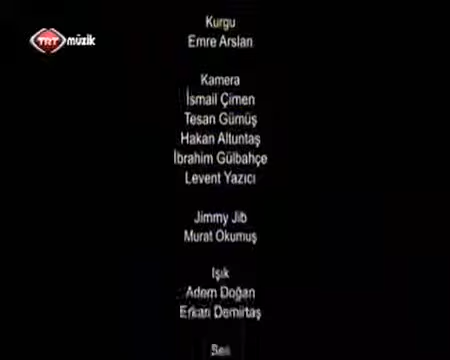 Kurgu
TRT müzik
Emre Arslan
Kamera
İsmail Çimen
Tesan Gümüş
Hakan Altuntaş
İbrahim Gülbahçe
Levent Yazıcı
Jimmy Jib
Murat Okumuş
Işık
Adem Doğan
Erkan Demirtaş
Ses